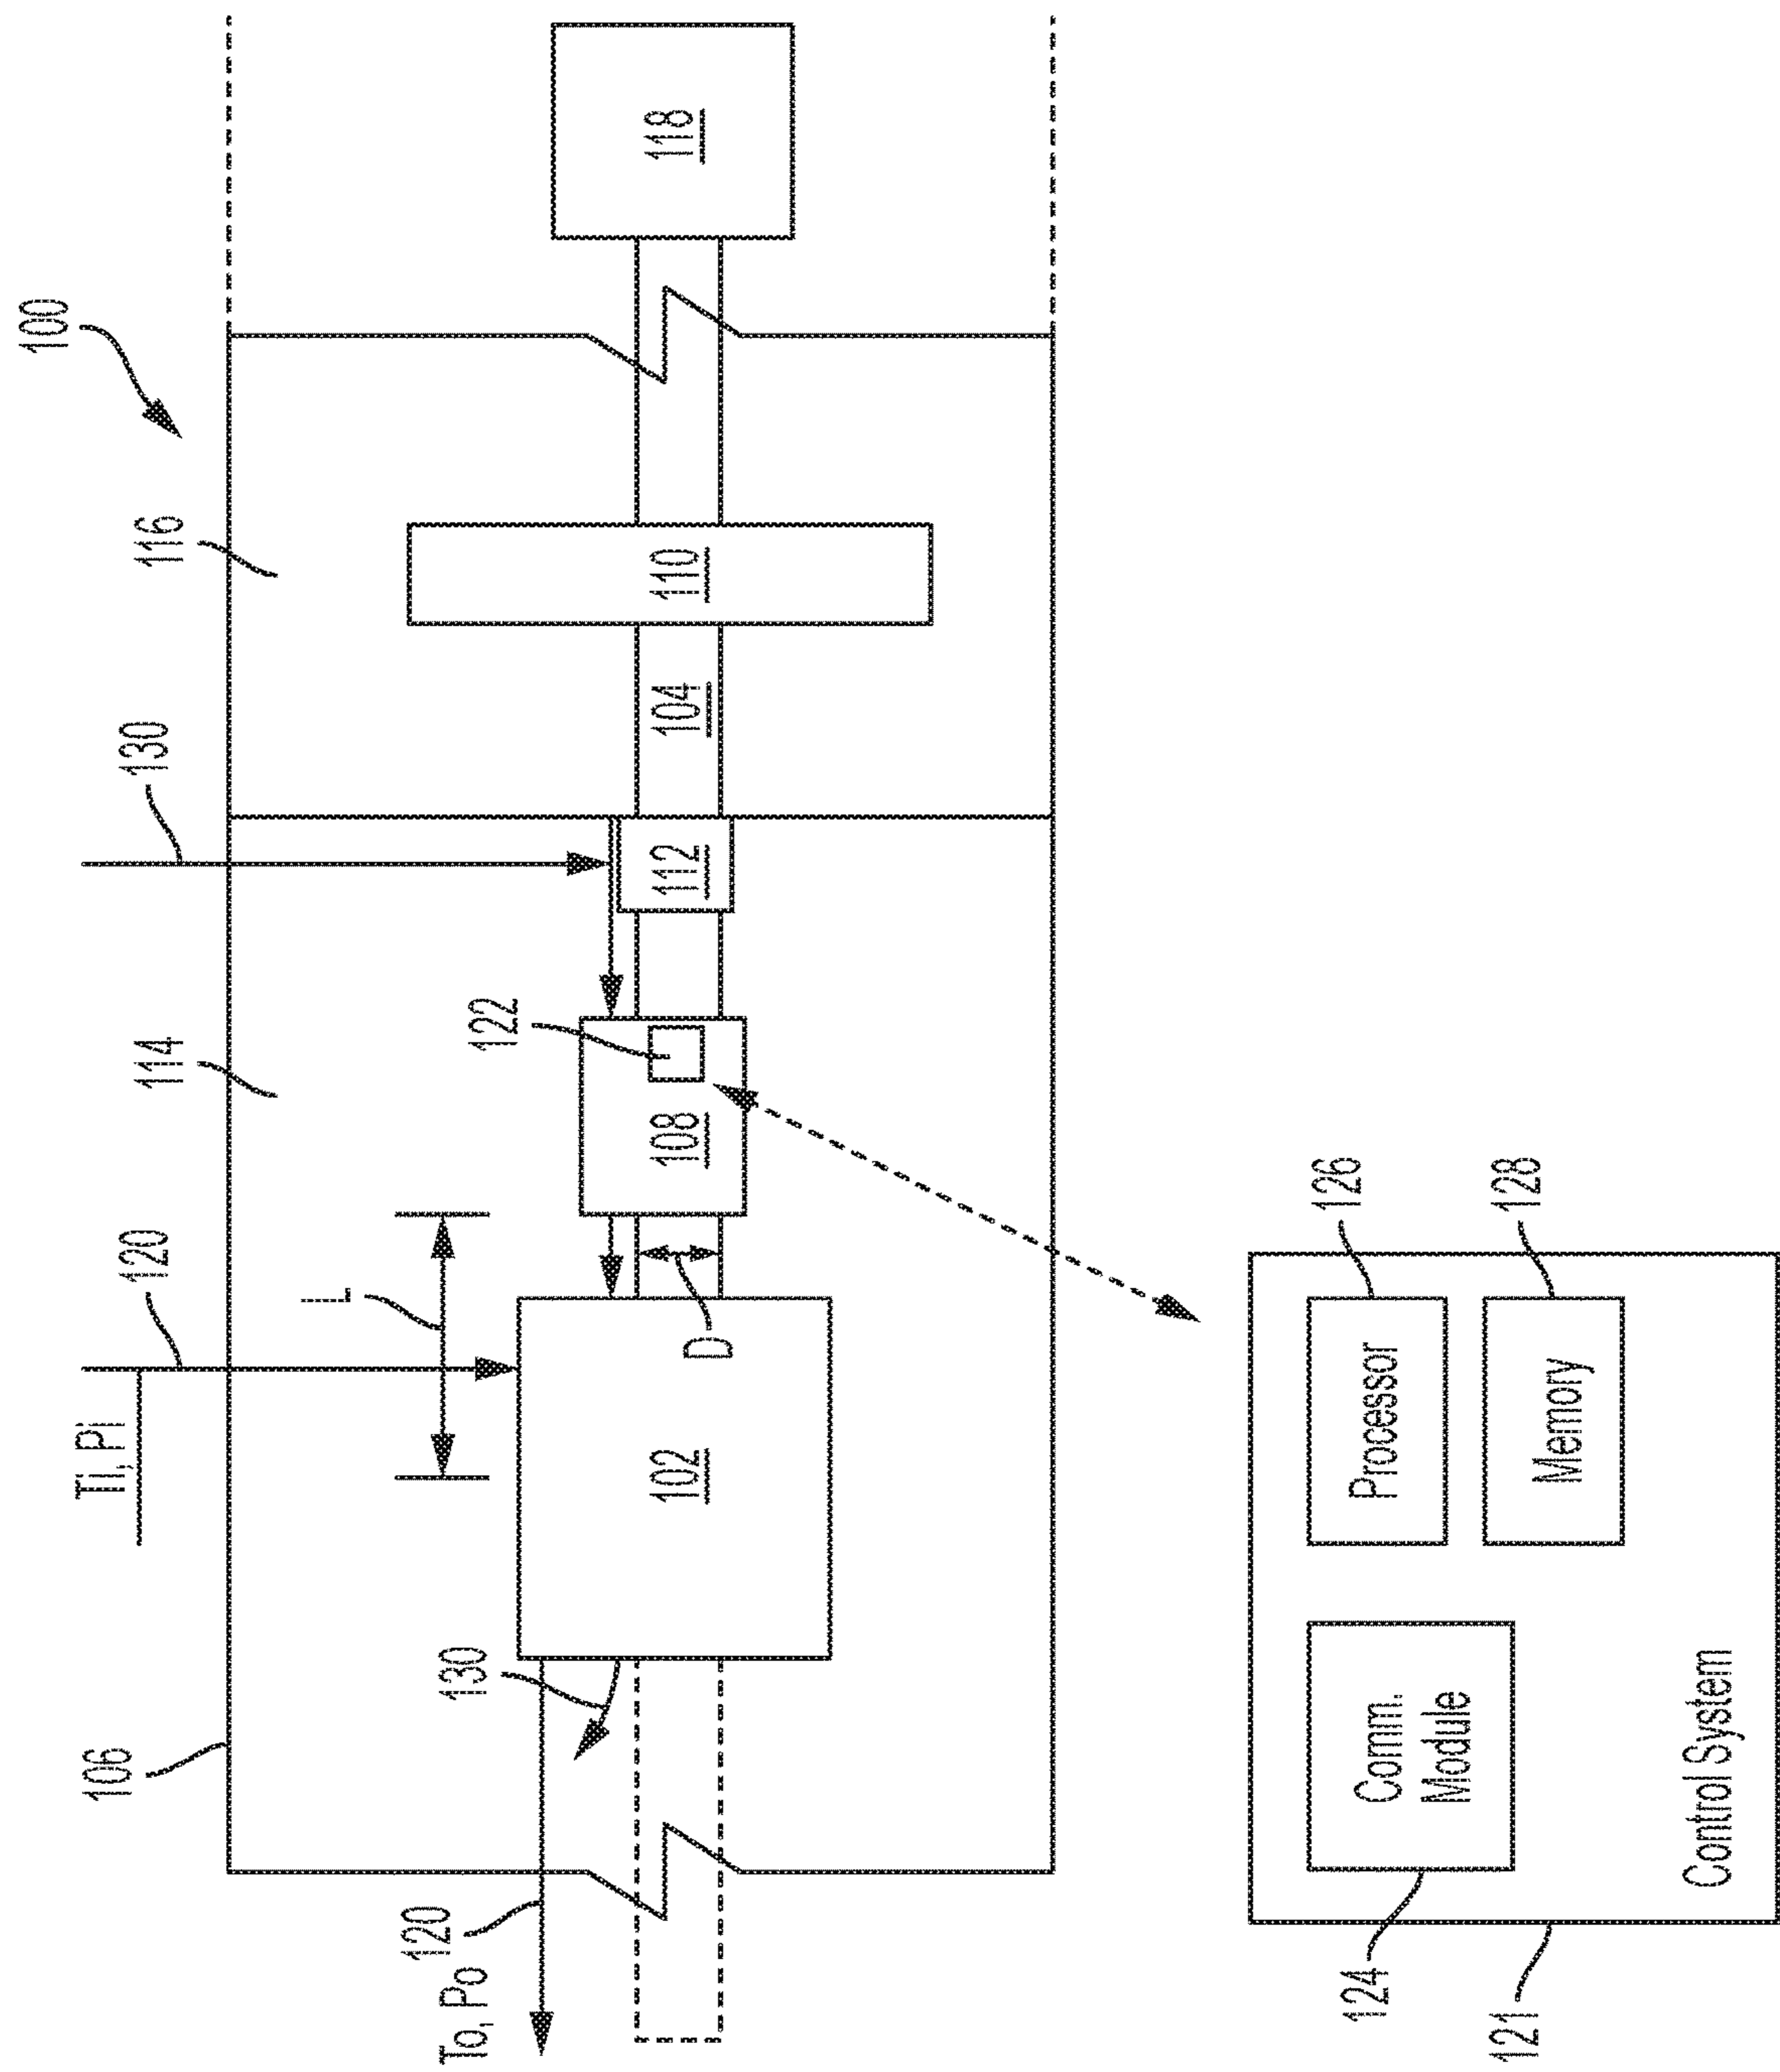 100
118
116
110
104
130
112
114
122
108
120
L
D
Ti, Pi
102
130
106
120
To, Po
126
Processor
128
Memory
Comm.
Module
124
Control System
121